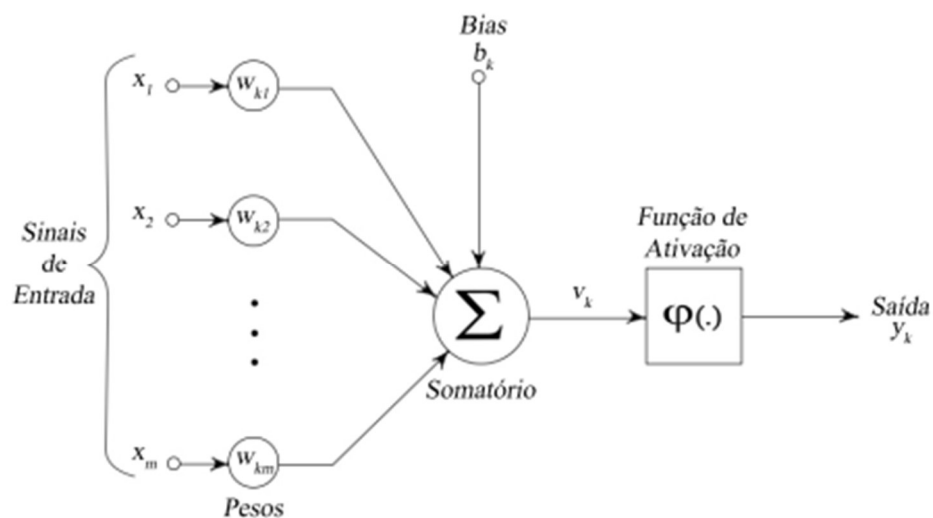 Bias
b_k
x_1
w_k1
x_2
w_k2
Sinais
de
Entrada
Função de
Ativação
v_k
Σ
φ(.)
Saída
y_k
Somatório
x_m
w_km
Pesos